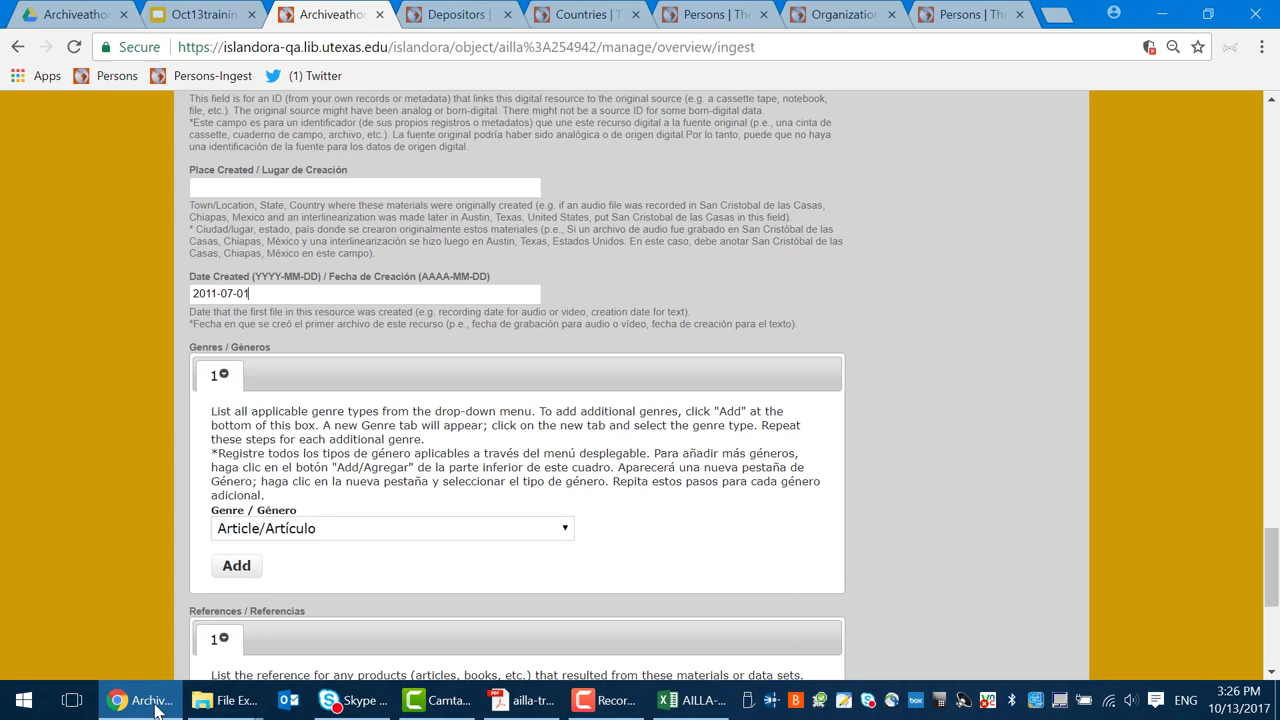 Archiveathon
Oct13training
Archiveathon
Depositors |
Countries | T
Persons | The
Organization
Persons | The
Secure
https://islandora-qa.lib.utexas.edu/islandora/object/ailla%3A254942/manage/overview/ingest
Apps
Persons
Persons-Ingest
(1) Twitter
This field is for an ID (from your own records or metadata) that links this digital resource to the original source (e.g. a cassette tape, notebook,
file, etc.). The original source might have been analog or born-digital. There might not be a source ID for some born-digital data.
*Este campo es para un identificador (de sus propios registros o metadatos) que une este recurso digital a la fuente original (p.e., una cinta de
cassette, cuaderno de campo, archivo, etc.). La fuente original podría haber sido analógica o de origen digital.Por lo tanto, puede que no haya
una identificación de la fuente para los datos de origen digital.
Place Created / Lugar de Creación
Town/Location, State, Country where these materials were originally created (e.g. if an audio file was recorded in San Cristobal de las Casas,
Chiapas, Mexico and an interlinearization was made later in Austin, Texas, United States, put San Cristobal de las Casas in this field).
* Ciudad/lugar, estado, país donde se crearon originalmente estos materiales (p.e., Si un archivo de audio fue grabado en San Cristóbal de las
Casas, Chiapas, México y una interlinearización se hizo luego en Austin, Texas, Estados Unidos. En este caso, debe anotar San Cristóbal de las
Casas, Chiapas, México en este campo).
Date Created (YYYY-MM-DD) / Fecha de Creación (AAAA-MM-DD)
2011-07-01
Date that the first file in this resource was created (e.g. recording date for audio or video, creation date for text).
*Fecha en que se creó el primer archivo de este recurso (p.e., fecha de grabación para audio o vídeo, fecha de creación para el texto).
Genres / Géneros
1
List all applicable genre types from the drop-down menu. To add additional genres, click "Add" at the
bottom of this box. A new Genre tab will appear; click on the new tab and select the genre type. Repeat
these steps for each additional genre.
*Registre todos los tipos de género aplicables a través del menú desplegable. Para añadir más géneros,
haga clic en el botón "Add/Agregar" de la parte inferior de este cuadro. Aparecerá una nueva pestaña de
Género; haga clic en la nueva pestaña y seleccionar el tipo de género. Repita estos pasos para cada género
adicional.
Genre / Género
Article/Artículo
Add
References / Referencias
1
List the reference for any products (articles, books, etc.) that resulted from these materials or data sets.
Archiv...
File Ex...
Skype ...
Camta...
ailla-tr...
Recor...
AILLA-...
ENG
3:26 PM
10/13/2017